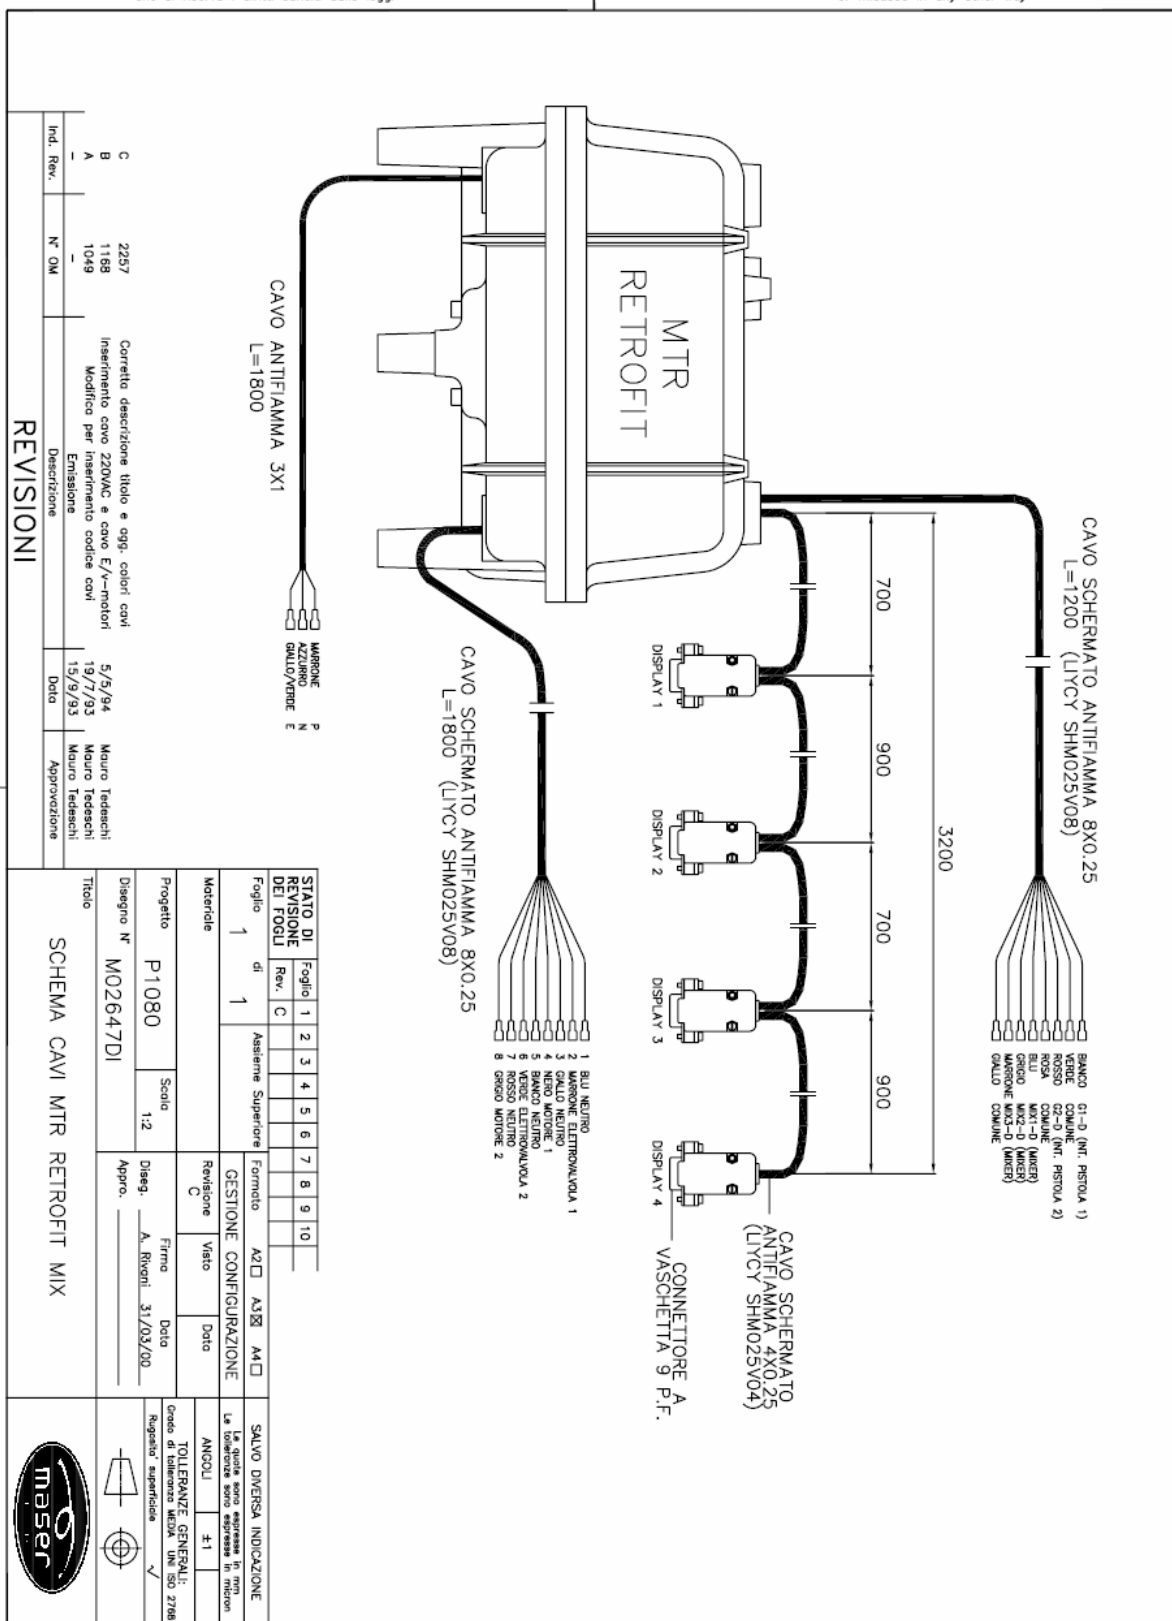 CAVO SCHERMATO ANTIFIAMMA 8X0.25
L=1200 (LIYCY SHM025V08)
BIANCO G1-D (INT. PISTOLA 1)
VERDE COMUNE
ROSSO G2-D (INT. PISTOLA 2)
ROSA COMUNE
BLU MIX1-D (MIXER)
GRIGIO MIX2-D (MIXER)
MARRONE MIX3-D (MIXER)
GIALLO COMUNE
3200
700
900
700
900
MTR
RETROFIT
DISPLAY 1
DISPLAY 2
DISPLAY 3
DISPLAY 4
CAVO SCHERMATO
ANTIFIAMMA 4X0.25
(LIYCY SHM025V04)
CONNETTORE A
VASCHETTA 9 P.F.
1 BLU NEUTRO
2 MARRONE ELETTROVALVOLA 1
3 GIALLO NEUTRO
4 NERO MOTORE 1
5 BIANCO NEUTRO
6 VERDE ELETTROVALVOLA 2
7 ROSSO NEUTRO
8 GRIGIO MOTORE 2
CAVO SCHERMATO ANTIFIAMMA 8X0.25
L=1800 (LIYCY SHM025V08)
CAVO ANTIFIAMMA 3X1
L=1800
MARRONE P
AZZURRO N
GIALLO/VERDE E
C 2257 Corretta descrizione titolo e agg. colori cavi 5/5/94 Mauro Tedeschi
B 1168 Inserimento cavo 220VAC e cavo E/v-motori
A 1049 Modifica per inserimento codice cavi 19/7/93 Mauro Tedeschi
- - Emissione 15/9/93 Mauro Tedeschi
Ind. Rev. N° OM Descrizione Data Approvazione
REVISIONI
STATO DI
REVISIONE
DEI FOGLI
Foglio 1 2 3 4 5 6 7 8 9 10
Rev. C
Foglio 1 di 1
Assieme Superiore
Formato A2 A3 A4
GESTIONE CONFIGURAZIONE
Materiale
Revisione Visto Data
C
Progetto P1080
Scala 1:2
Firma Data
Diseg. A. Rivani 31/03/00
Disegno N° M02647DI
Appro.
Titolo
SCHEMA CAVI MTR RETROFIT MIX
SALVO DIVERSA INDICAZIONE
Le quote sono espresse in mm
Le tolleranze sono espresse in micron
ANGOLI ±1
TOLLERANZE GENERALI:
Grado di tolleranza MEDIA UNI ISO 2768
Rugosita' superficiale
maser